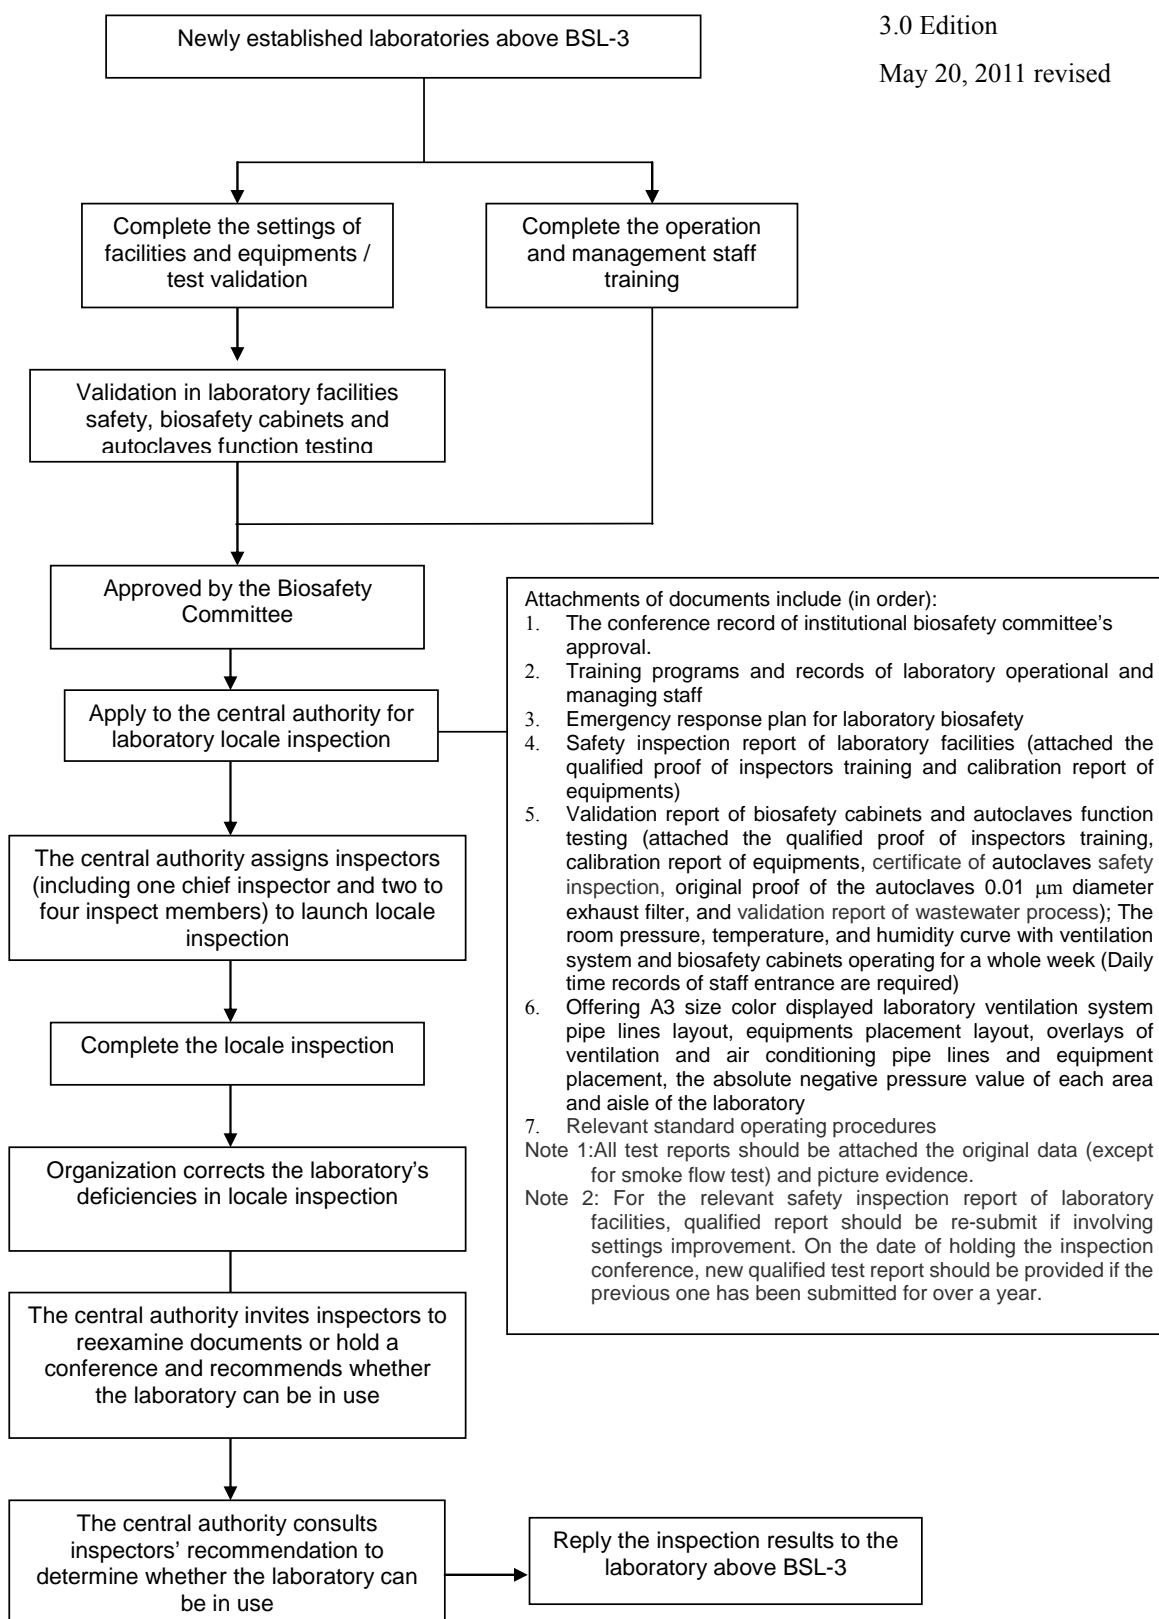 3.0 Edition
May 20, 2011 revised
Newly established laboratories above BSL-3
Complete the settings of
facilities and equipments /
test validation
Complete the operation
and management staff
training
Validation in laboratory facilities
safety, biosafety cabinets and
autoclaves function testing
Approved by the Biosafety
Committee
Apply to the central authority for
laboratory locale inspection
The central authority assigns inspectors
(including one chief inspector and two to
four inspect members) to launch locale
inspection
Complete the locale inspection
Organization corrects the laboratory’s
deficiencies in locale inspection
The central authority invites inspectors to
reexamine documents or hold a
conference and recommends whether
the laboratory can be in use
The central authority consults
inspectors’ recommendation to
determine whether the laboratory can
be in use
Reply the inspection results to the
laboratory above BSL-3
Attachments of documents include (in order):
1. The conference record of institutional biosafety committee’s
approval.
2. Training programs and records of laboratory operational and
managing staff
3. Emergency response plan for laboratory biosafety
4. Safety inspection report of laboratory facilities (attached the
qualified proof of inspectors training and calibration report of
equipments)
5. Validation report of biosafety cabinets and autoclaves function
testing (attached the qualified proof of inspectors training,
calibration report of equipments, certificate of autoclaves safety
inspection, original proof of the autoclaves 0.01 μm diameter
exhaust filter, and validation report of wastewater process); The
room pressure, temperature, and humidity curve with ventilation
system and biosafety cabinets operating for a whole week (Daily
time records of staff entrance are required)
6. Offering A3 size color displayed laboratory ventilation system
pipe lines layout, equipments placement layout, overlays of
ventilation and air conditioning pipe lines and equipment
placement, the absolute negative pressure value of each area
and aisle of the laboratory
7. Relevant standard operating procedures
Note 1:All test reports should be attached the original data (except
for smoke flow test) and picture evidence.
Note 2: For the relevant safety inspection report of laboratory
facilities, qualified report should be re-submit if involving
settings improvement. On the date of holding the inspection
conference, new qualified test report should be provided if the
previous one has been submitted for over a year.